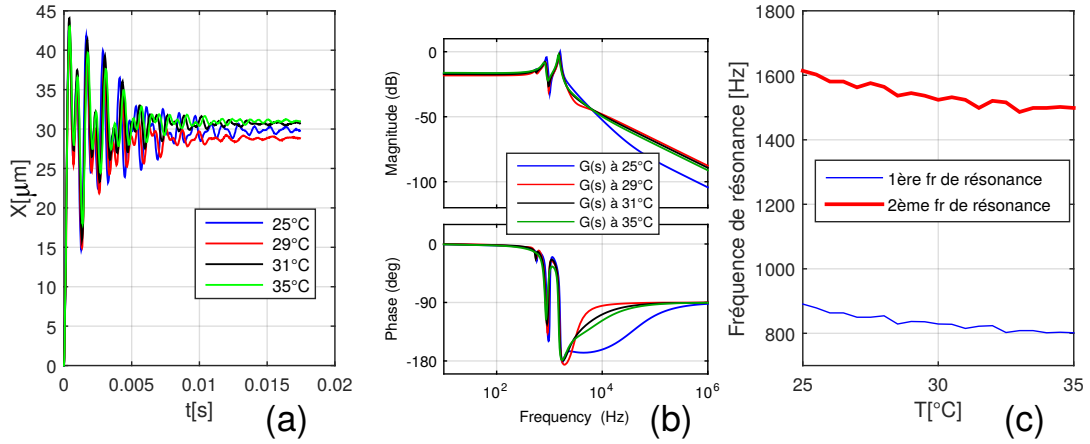 45
40
35
30
25
20
15
10
5
0
X[μm]
0
0.005
0.01
0.015
0.02
t[s]
25°C
29°C
31°C
35°C
(a)
0
-50
-100
Magnitude (dB)
G(s) à 25°C
G(s) à 29°C
G(s) à 31°C
G(s) à 35°C
0
-90
-180
Phase (deg)
10²
10⁴
10⁶
Frequency (Hz)
(b)
1800
1600
1400
1200
1000
800
Fréquence de résonance [Hz]
1ère fr de résonance
2ème fr de résonance
25
30
35
T[°C]
(c)